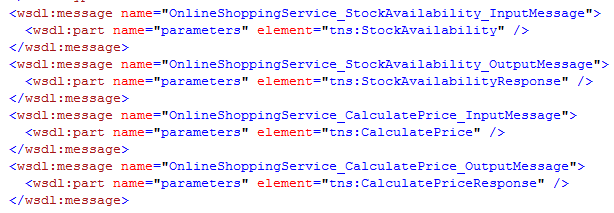 <wsdl:message name="OnlineShoppingService_StockAvailability_InputMessage">
<wsdl:part name="parameters" element="tns:StockAvailability" />
</wsdl:message>
<wsdl:message name="OnlineShoppingService_StockAvailability_OutputMessage">
<wsdl:part name="parameters" element="tns:StockAvailabilityResponse" />
</wsdl:message>
<wsdl:message name="OnlineShoppingService_CalculatePrice_InputMessage">
<wsdl:part name="parameters" element="tns:CalculatePrice" />
</wsdl:message>
<wsdl:message name="OnlineShoppingService_CalculatePrice_OutputMessage">
<wsdl:part name="parameters" element="tns:CalculatePriceResponse" />
</wsdl:message>